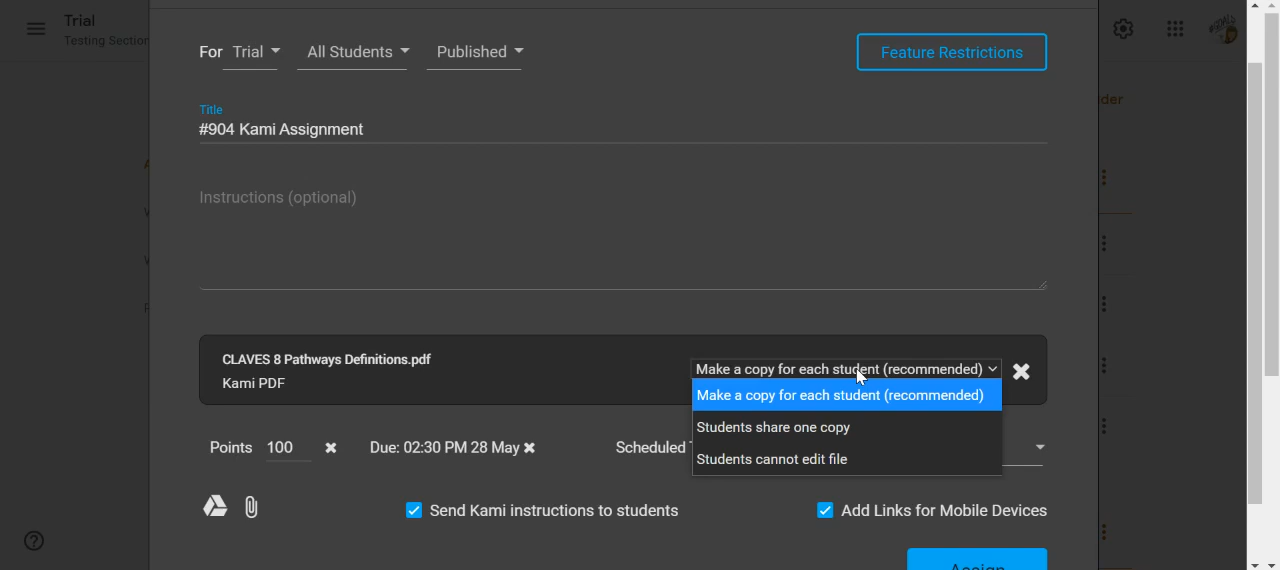 Trial
Testing Section
For Trial All Students Published
Feature Restrictions
Title
#904 Kami Assignment
Instructions (optional)
CLAVES 8 Pathways Definitions.pdf
Kami PDF
Make a copy for each student (recommended)
Make a copy for each student (recommended)
Students share one copy
Students cannot edit file
Points 100
Due: 02:30 PM 28 May
Scheduled
Send Kami instructions to students
Add Links for Mobile Devices
Assign